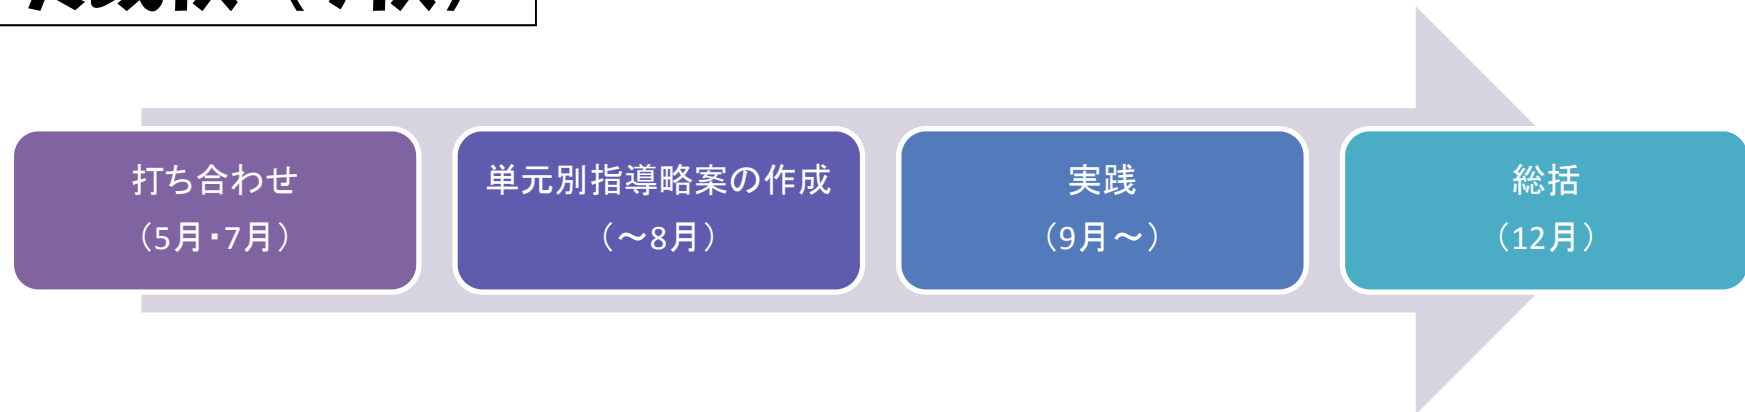 打ち合わせ
(5月・7月)
単元別指導略案の作成
(～8月)
実践
(9月～)
総括
(12月)